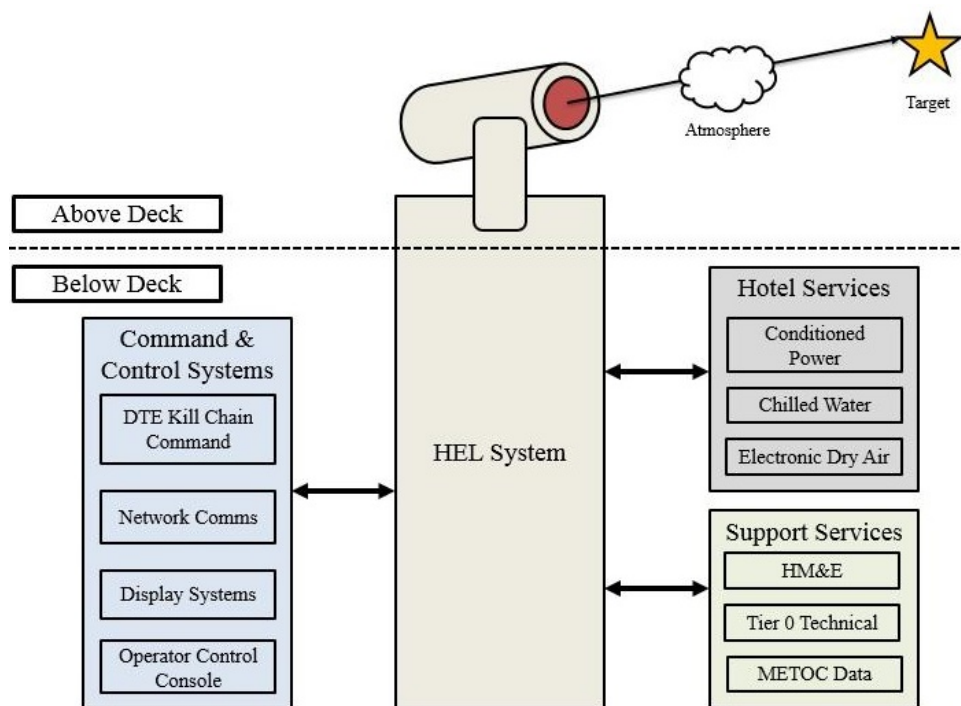 Target
Atmosphere
Above Deck
Below Deck
Command &
Control Systems
DTE Kill Chain
Command
Network Comms
Display Systems
Operator Control
Console
HEL System
Hotel Services
Conditioned
Power
Chilled Water
Electronic Dry Air
Support Services
HM&E
Tier 0 Technical
METOC Data